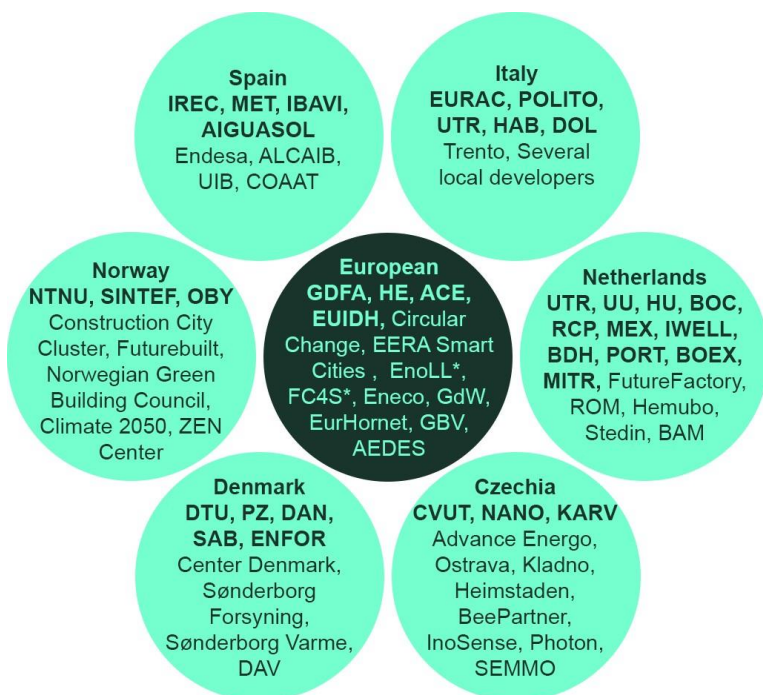 Spain
IREC, MET, IBAVI,
AIGUASOL
Endesa, ALCAIB,
UIB, COAAT
Italy
EURAC, POLITO,
UTR, HAB, DOL
Trento, Several
local developers
Norway
NTNU, SINTEF, OBY
Construction City
Cluster, Futurebuilt,
Norwegian Green
Building Council,
Climate 2050, ZEN
Center
European
GDFA, HE, ACE,
EUIDH, Circular
Change, EERA Smart
Cities , EnoLL*,
FC4S*, Eneco, GdW,
EurHornet, GBV,
AEDES
Netherlands
UTR, UU, HU, BOC,
RCP, MEX, IWELL,
BDH, PORT, BOEX,
MITR, FutureFactory,
ROM, Hemubo,
Stedin, BAM
Denmark
DTU, PZ, DAN,
SAB, ENFOR
Center Denmark,
Sønderborg
Forsyning,
Sønderborg Varme,
DAV
Czechia
CVUT, NANO, KARV
Advance Energo,
Ostrava, Kladno,
Heimstaden,
BeePartner,
InoSense, Photon,
SEMMO